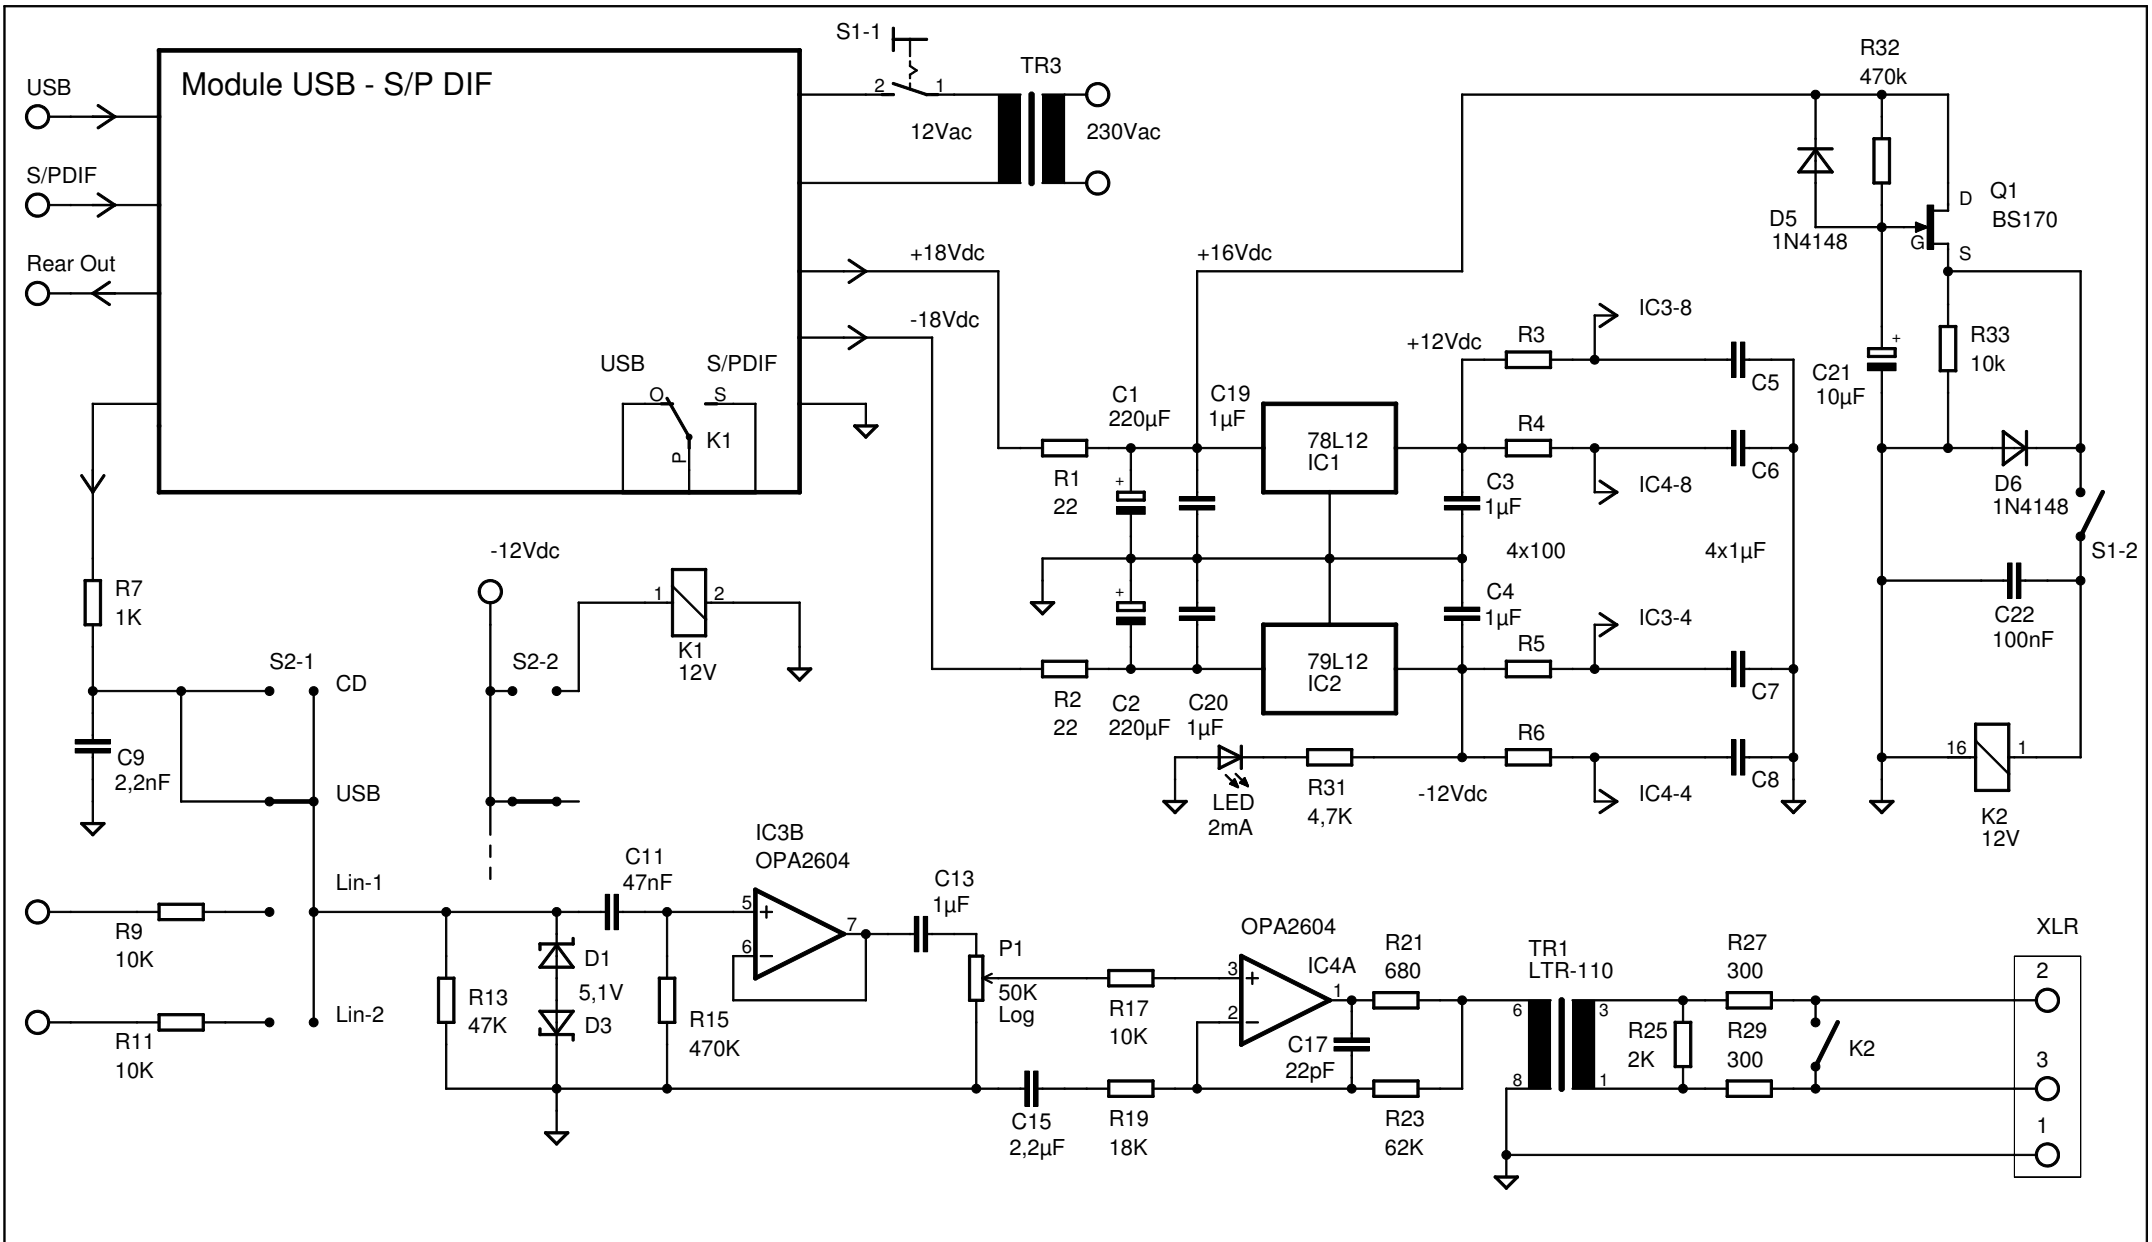 Module USB - S/P DIF
USB
S/PDIF
Rear Out
S1-1
2
1
TR3
12Vac
230Vac
+18Vdc
-18Vdc
+16Vdc
USB
S/PDIF
O
S
K1
P
R32
470k
D5
1N4148
D
G
S
Q1
BS170
R33
10k
C21
+
10µF
D6
1N4148
S1-2
C22
100nF
16
1
K2
12V
C1
220µF
+
C19
1µF
R1
22
78L12
IC1
+12Vdc
R3
IC3-8
C5
R4
IC4-8
C6
C3
1µF
4x100
4x1µF
C4
1µF
+
R2
22
C2
220µF
C20
1µF
79L12
IC2
R5
IC3-4
C7
R6
IC4-4
C8
-12Vdc
LED
2mA
R31
4,7K
-12Vdc
1
2
K1
12V
S2-2
R7
1K
S2-1
CD
C9
2,2nF
USB
Lin-1
R9
10K
Lin-2
R11
10K
R13
47K
D1
5,1V
D3
C11
47nF
R15
470K
IC3B
OPA2604
5
+
6
−
7
C13
1µF
P1
50K
Log
C15
2,2µF
R17
10K
R19
18K
OPA2604
IC4A
3
+
2
−
1
C17
22pF
R21
680
R23
62K
TR1
LTR-110
6
3
8
1
R25
2K
R27
300
R29
300
K2
XLR
2
3
1